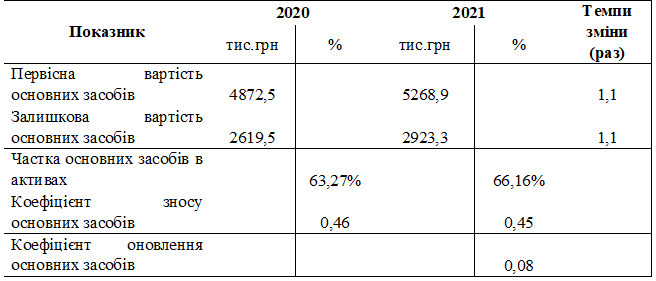 Показник 2020 2021 Темпи зміни (раз)
тис.грн % тис.грн %
Первісна вартість
основних засобів 4872,5 5268,9 1,1
Залишкова вартість
основних засобів 2619,5 2923,3 1,1
Частка основних засобів в
активах 63,27% 66,16%
Коефіцієнт зносу
основних засобів 0,46 0,45
Коефіцієнт оновлення
основних засобів 0,08